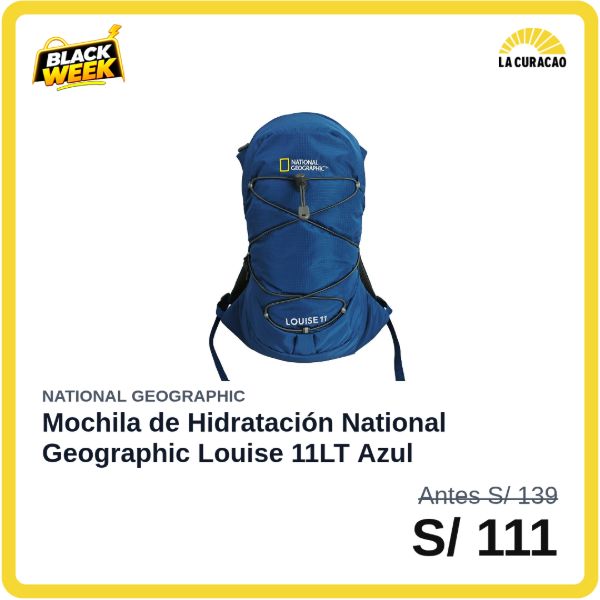 BLACK
WEEK
LA CURACAO
NATIONAL
GEOGRAPHIC
LOUISE 11
NATIONAL GEOGRAPHIC
Mochila de Hidratación National
Geographic Louise 11LT Azul
Antes S/ 139
S/ 111